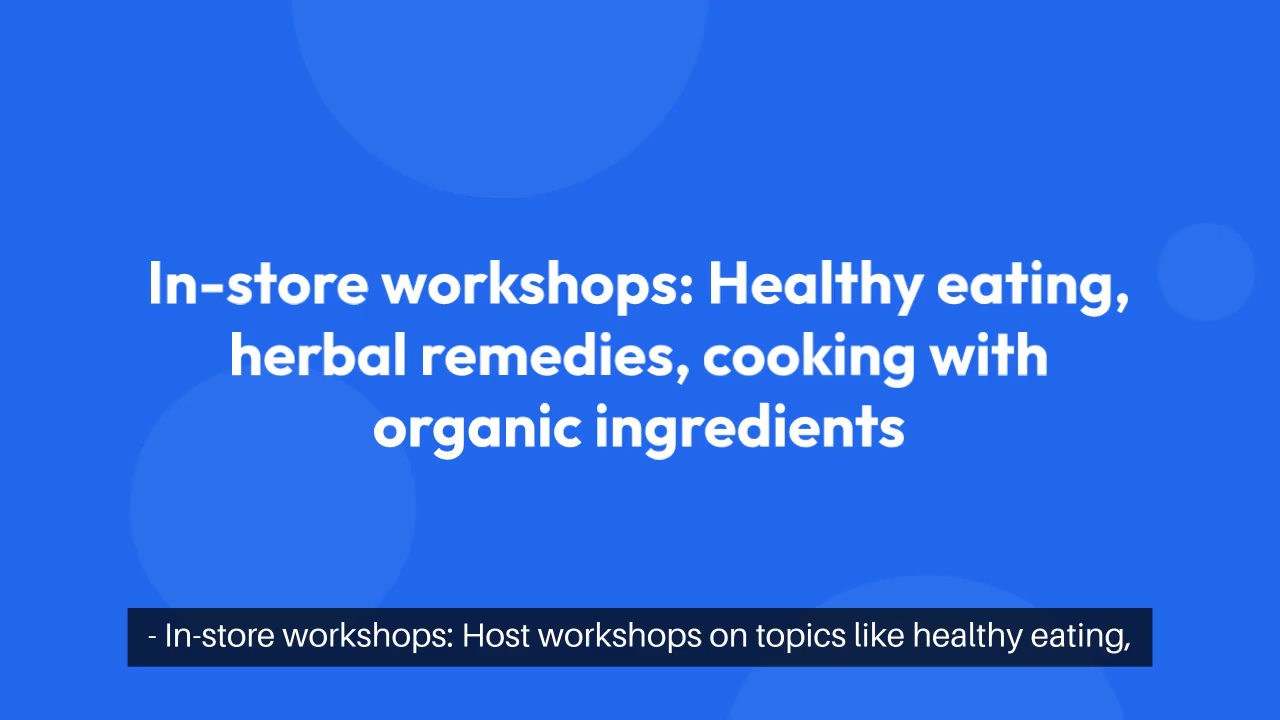 In-store workshops: Healthy eating,
herbal remedies, cooking with
organic ingredients
- In-store workshops: Host workshops on topics like healthy eating,